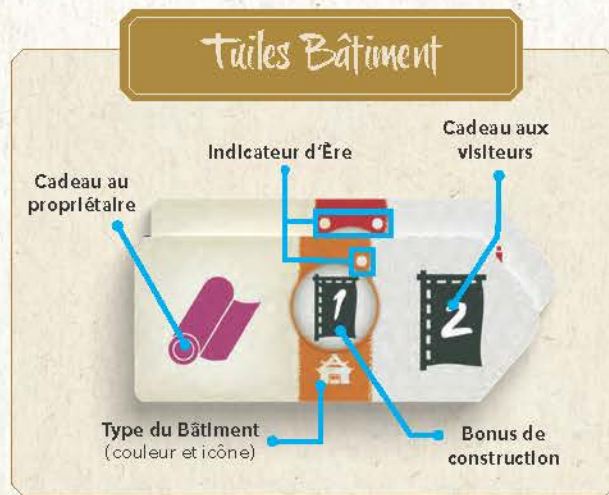 Tuiles Bâtiment
Cadeau au
propriétaire
Indicateur d'Ère
Cadeau aux
visiteurs
1
2
Type du Bâtiment
(couleur et icône)
Bonus de
construction